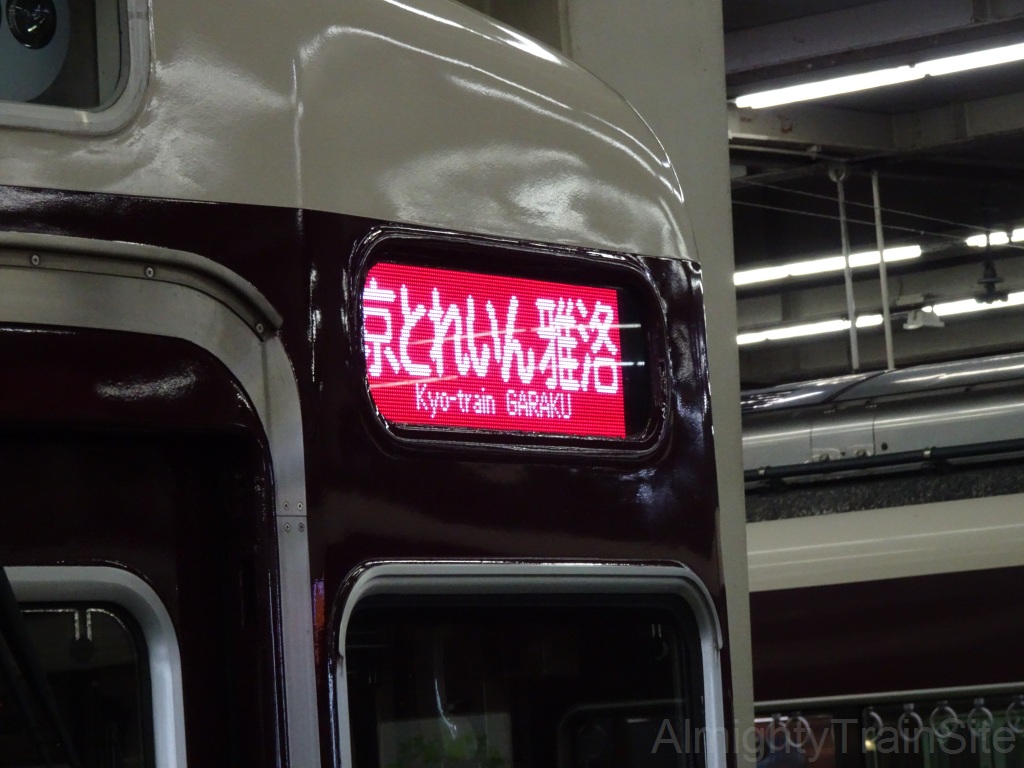 京とれいん 雅洛
Kyo-train GARAKU
AlmightyTrainSite